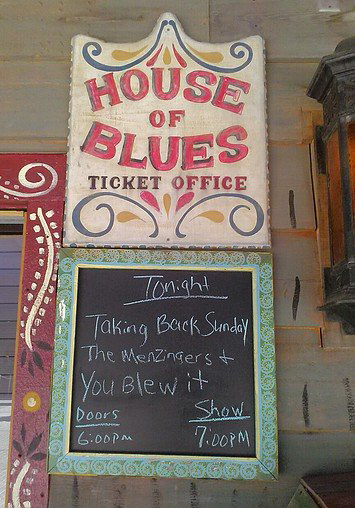 HOUSE
OF
BLUES
TICKET OFFICE
Tonight
Taking Back Sunday
The Menzingers +
You Blew it
Doors Show
6:00pm 7.00PM